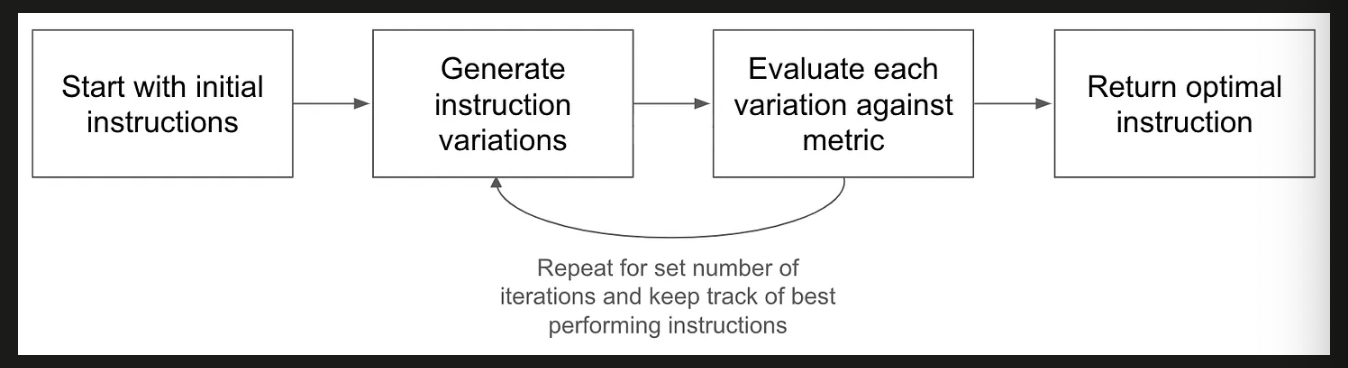 Start with initial
instructions
Generate
instruction
variations
Evaluate each
variation against
metric
Return optimal
instruction
Repeat for set number of
iterations and keep track of best
performing instructions